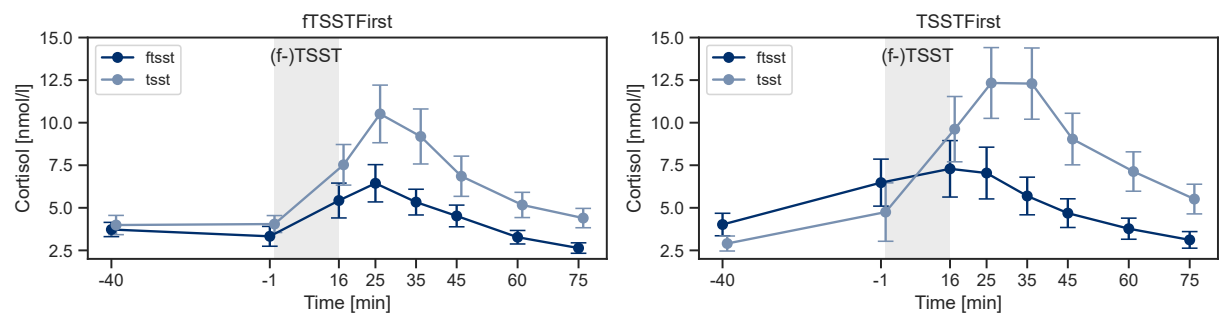 fTSSTFirst
15.0
12.5
10.0
7.5
5.0
2.5
Cortisol [nmol/l]
ftsst
tsst
(f-)TSST
-40
-1
16
25
35
45
60
75
Time [min]
TSSTFirst
15.0
12.5
10.0
7.5
5.0
2.5
Cortisol [nmol/l]
ftsst
tsst
(f-)TSST
-40
-1
16
25
35
45
60
75
Time [min]